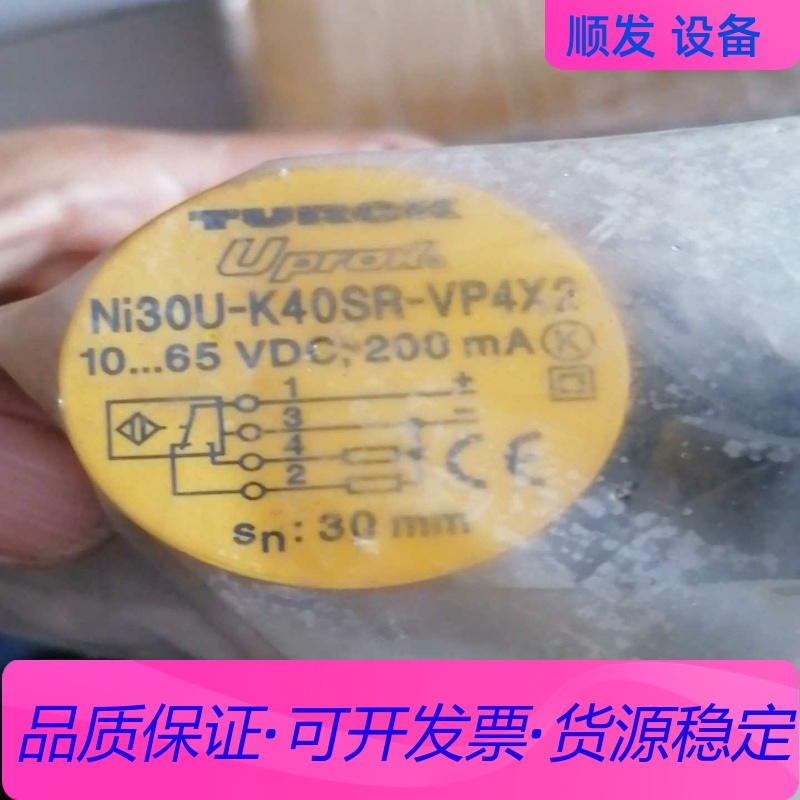 顺发 设备
TURCK
Uprox®
Ni30U-K40SR-VP4X2
10...65 VDC, 200 mA K
1 +
3 -
4
2
CE
sn: 30 mm
品质保证·可开发票·货源稳定